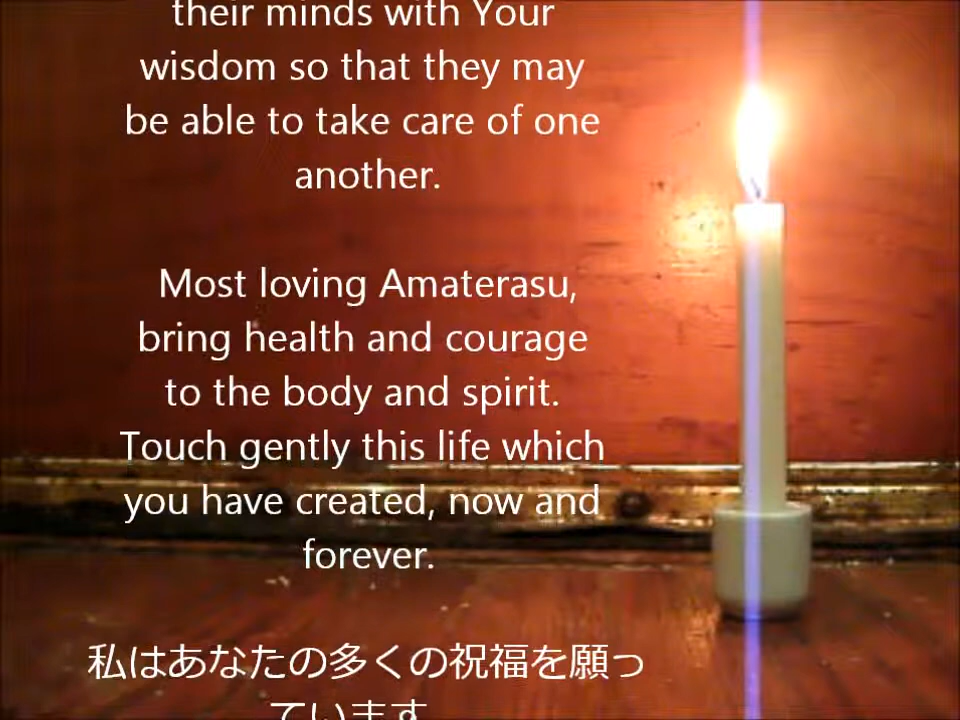 their minds with Your
wisdom so that they may
be able to take care of one
another.
Most loving Amaterasu,
bring health and courage
to the body and spirit.
Touch gently this life which
you have created, now and
forever.
私はあなたの多くの祝福を願っ
ています